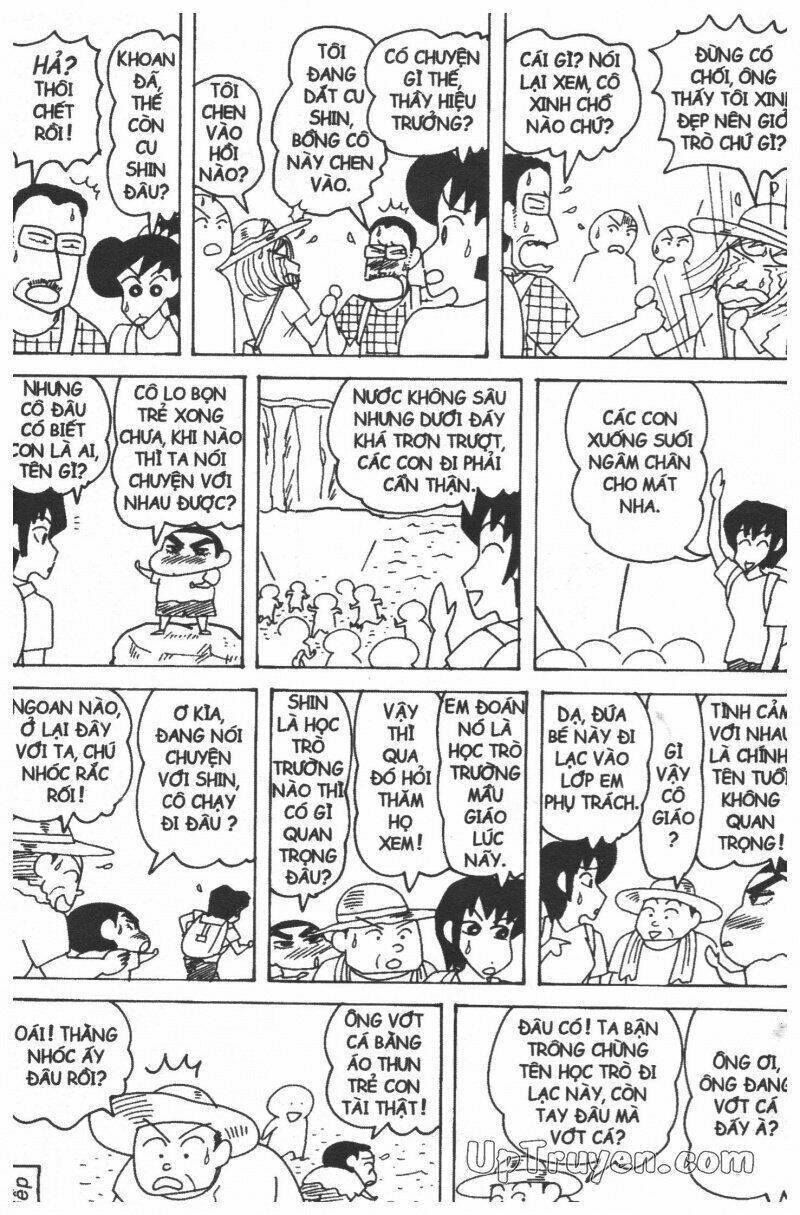 ĐỪNG CÓ
CHỐI, ÔNG
THẤY TÔI XINH
ĐẸP NÊN GIỞ
TRÒ CHỨ GÌ?
CÁI GÌ? NÓI
LẠI XEM, CÔ
XINH CHỖ
NÀO CHỨ?
CÓ CHUYỆN
GÌ THẾ,
THẦY HIỆU
TRƯỞNG?
TÔI
ĐANG
DẮT CU
SHIN,
BỖNG CÔ
NÀY CHEN
VÀO.
TÔI
CHEN
VÀO
HỒI
NÀO?
KHOAN
ĐÃ,
THẾ
CÒN
CU
SHIN
ĐÂU?
HẢ?
THÔI
CHẾT
RỒI!
CÁC CON
XUỐNG SUỐI
NGÂM CHÂN
CHO MÁT
NHA.
NƯỚC KHÔNG SÂU
NHƯNG DƯỚI ĐÁY
KHÁ TRƠN TRƯỢT,
CÁC CON ĐI PHẢI
CẨN THẬN.
CÔ LO BỌN
TRẺ XONG
CHƯA, KHI NÀO
THÌ TA NÓI
CHUYỆN VỚI
NHAU ĐƯỢC?
NHƯNG
CÔ ĐÂU
CÓ BIẾT
CON LÀ AI,
TÊN GÌ?
TÌNH CẢM
VỚI NHAU
LÀ CHÍNH,
TÊN TUỔI
KHÔNG
QUAN
TRỌNG!
GÌ
VẬY CÔ
GIÁO
?
DẠ, ĐỨA
BÉ NÀY ĐI
LẠC VÀO
LỚP EM
PHỤ TRÁCH.
EM ĐOÁN
NÓ LÀ
HỌC TRÒ
TRƯỜNG
MẪU
GIÁO
LÚC
NÃY.
VẬY
THÌ
QUA
ĐÓ HỎI
THĂM
HỌ
XEM!
SHIN
LÀ HỌC
TRÒ
TRƯỜNG
NÀO THÌ
CÓ GÌ
QUAN
TRỌNG
ĐÂU?
Ơ KÌA,
ĐANG NÓI
CHUYỆN
VỚI SHIN,
CÔ CHẠY
ĐI ĐÂU ?
NGOAN NÀO,
Ở LẠI ĐÂY
VỚI TA, CHÚ
NHÓC RẮC
RỐI!
ÔNG ƠI,
ÔNG ĐANG
VỚT CÁ
ĐẤY À?
ĐÂU CÓ! TA BẬN
TRÔNG CHỪNG
TÊN HỌC TRÒ ĐI
LẠC NÀY, CÒN
TAY ĐÂU MÀ
VỚT CÁ?
ÔNG VỚT
CÁ BẰNG
ÁO THUN
TRẺ CON
TÀI THẬT!
OÁI! THẰNG
NHÓC ẤY
ĐÂU RỒI?
UpTruyen.com